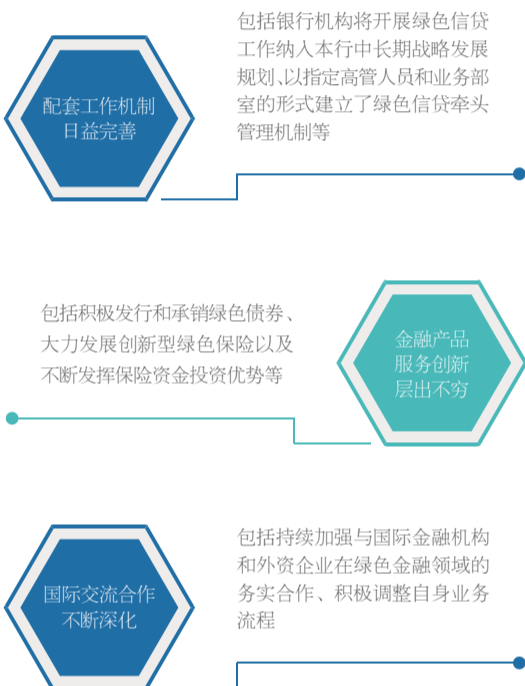 配套工作机制
日益完善
包括银行机构将开展绿色信贷
工作纳入本行中长期战略发展
规划、以指定高管人员和业务部
室的形式建立了绿色信贷牵头
管理机制等
包括积极发行和承销绿色债券、
大力发展创新型绿色保险以及
不断发挥保险资金投资优势等
金融产品
服务创新
层出不穷
国际交流合作
不断深化
包括持续加强与国际金融机构
和外资企业在绿色金融领域的
务实合作、积极调整自身业务
流程